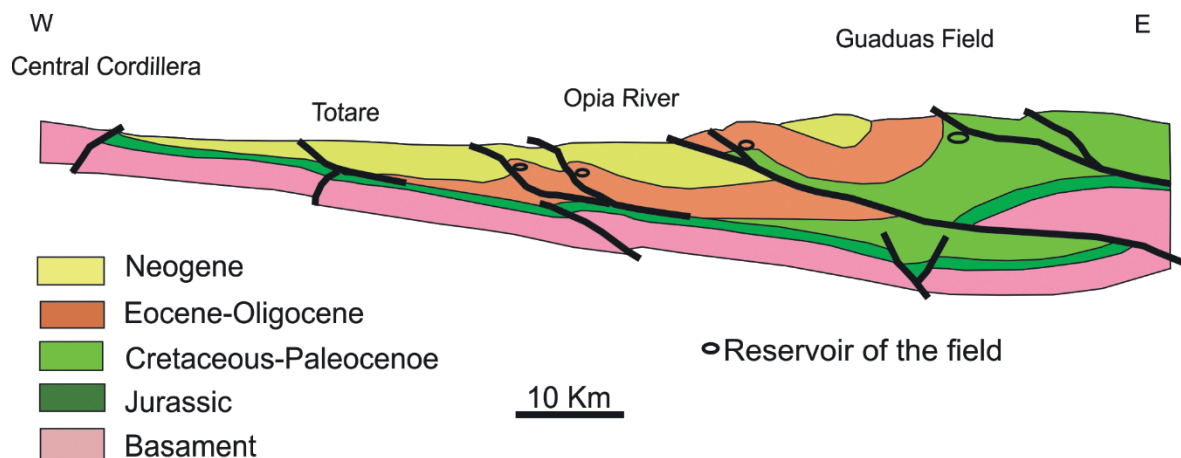 W
E
Guaduas Field
Central Cordillera
Opia River
Totare
Neogene
Eocene-Oligocene
Cretaceous-Paleocenoe
Reservoir of the field
Jurassic
10 Km
Basament